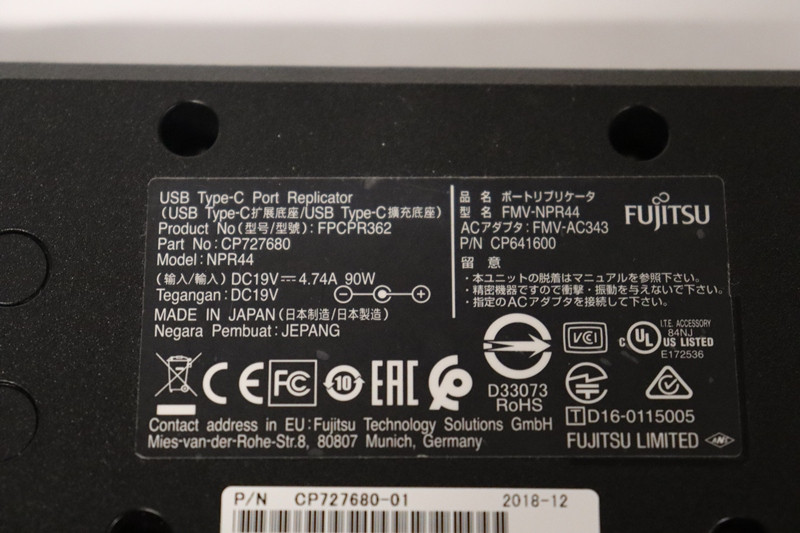 USB Type-C Port Replicator
(USB Type-C扩展底座/USB Type-C擴充底座)
Product No(型号/型號): FPCPR362
Part No: CP727680
Model: NPR44
(输入/輸入) DC19V⎓4.74A 90W
Tegangan: DC19V
MADE IN JAPAN (日本制造/日本製造)
Negara Pembuat: JEPANG
品 名 ポートリプリケータ
型 名 FMV-NPR44
ACアダプタ: FMV-AC343
P/N CP641600
FUJITSU
留 意
・本ユニットの脱着はマニュアルを参照下さい。
・精密機器ですので衝撃・振動を与えないで下さい。
・指定のACアダプタを接続して下さい。
CE FC 10 EAC
D33073
RoHS
VCI
C UL US LISTED
I.T.E. ACCESSORY
84NJ
E172536
T D16-0115005
Contact address in EU: Fujitsu Technology Solutions GmbH
Mies-van-der-Rohe-Str.8, 80807 Munich, Germany
FUJITSU LIMITED
P/N CP727680-01 2018-12